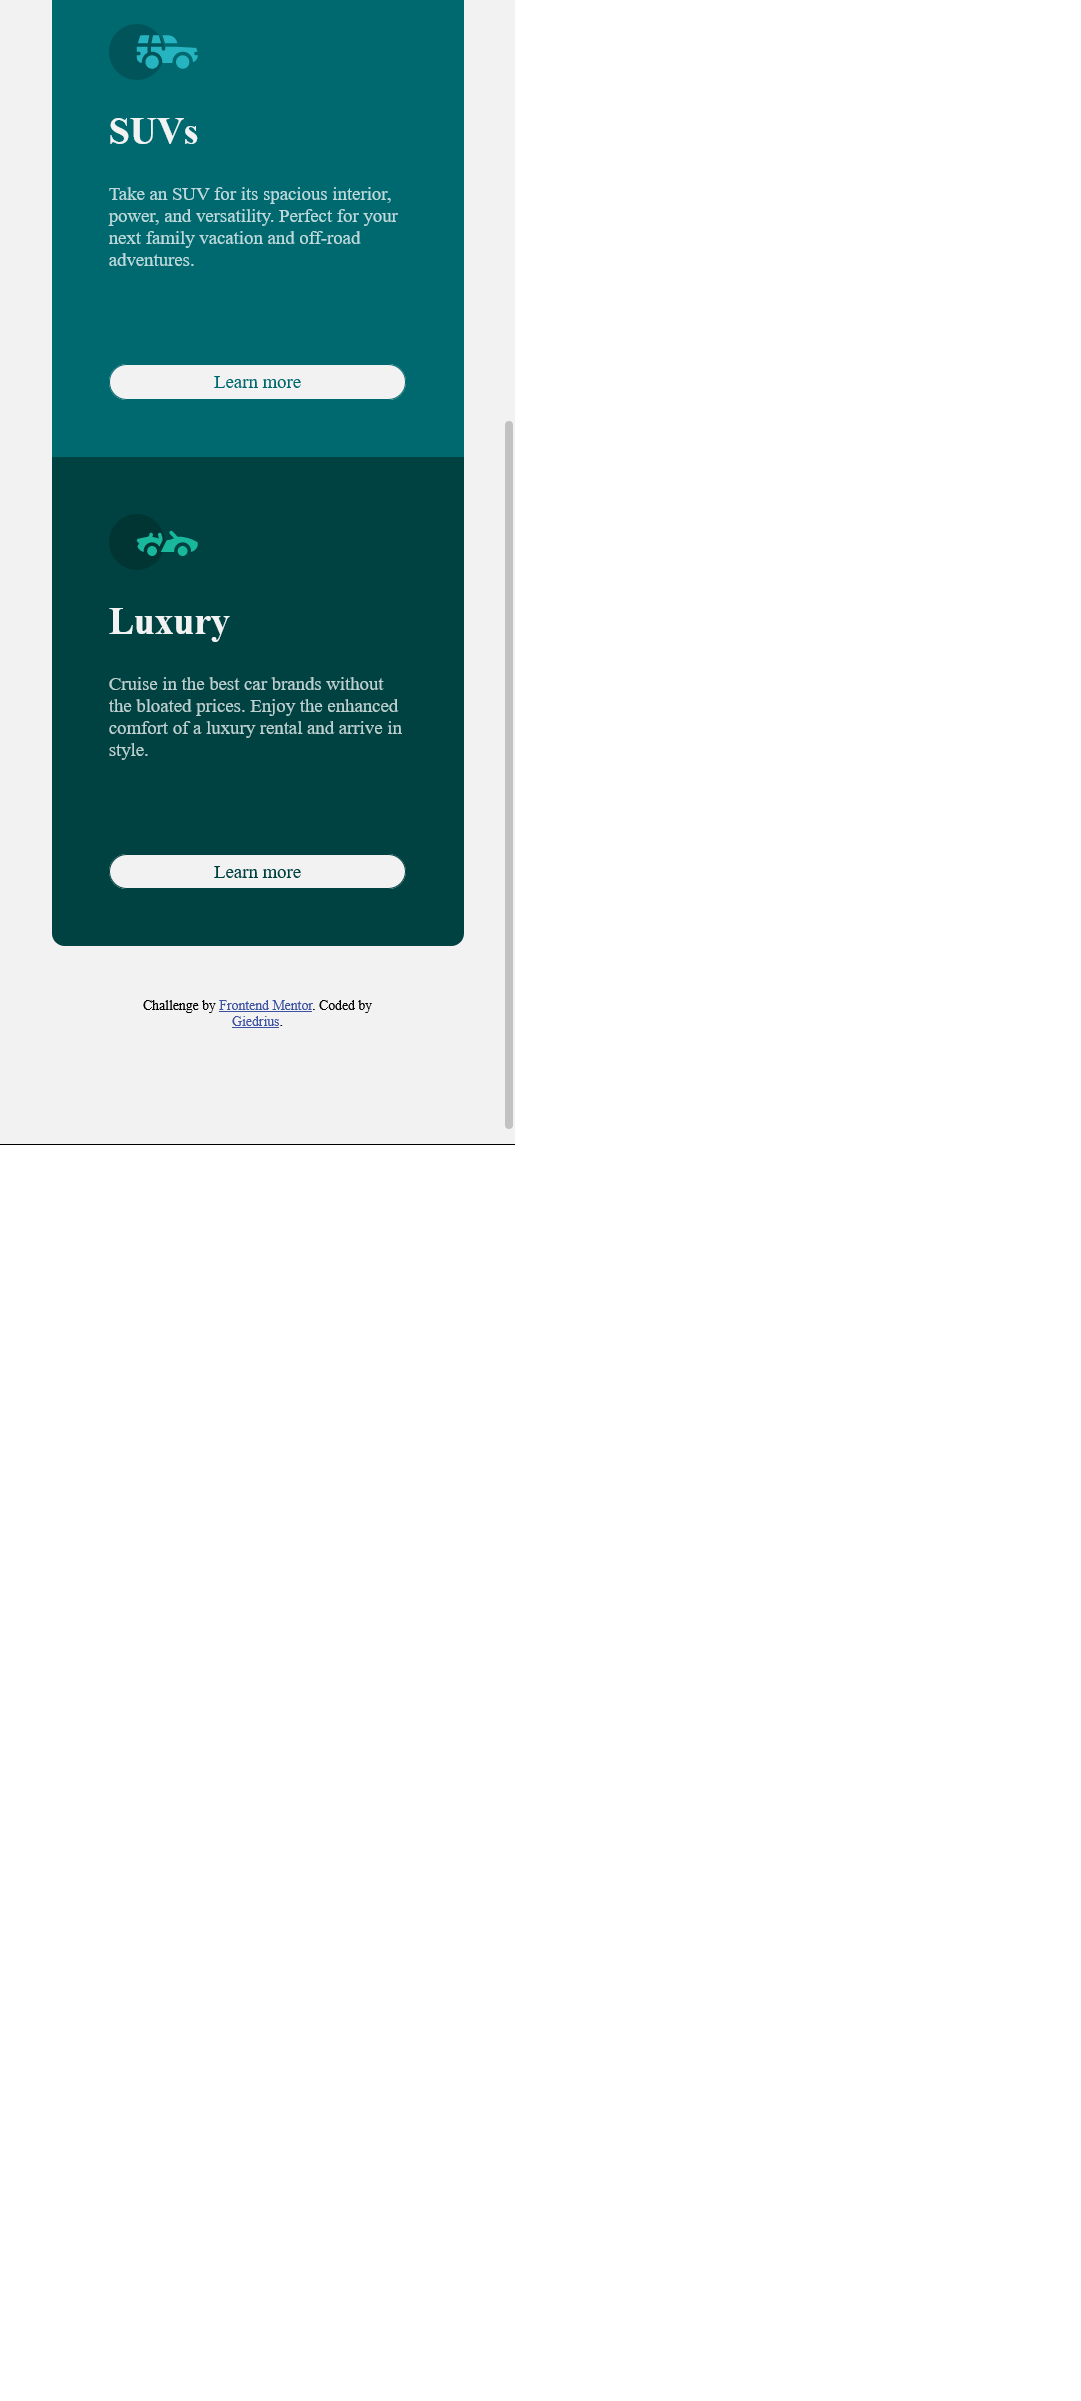 SUVs
Take an SUV for its spacious interior,
power, and versatility. Perfect for your
next family vacation and off-road
adventures.
Learn more
Luxury
Cruise in the best car brands without
the bloated prices. Enjoy the enhanced
comfort of a luxury rental and arrive in
style.
Learn more
Challenge by Frontend Mentor. Coded by
Giedrius.